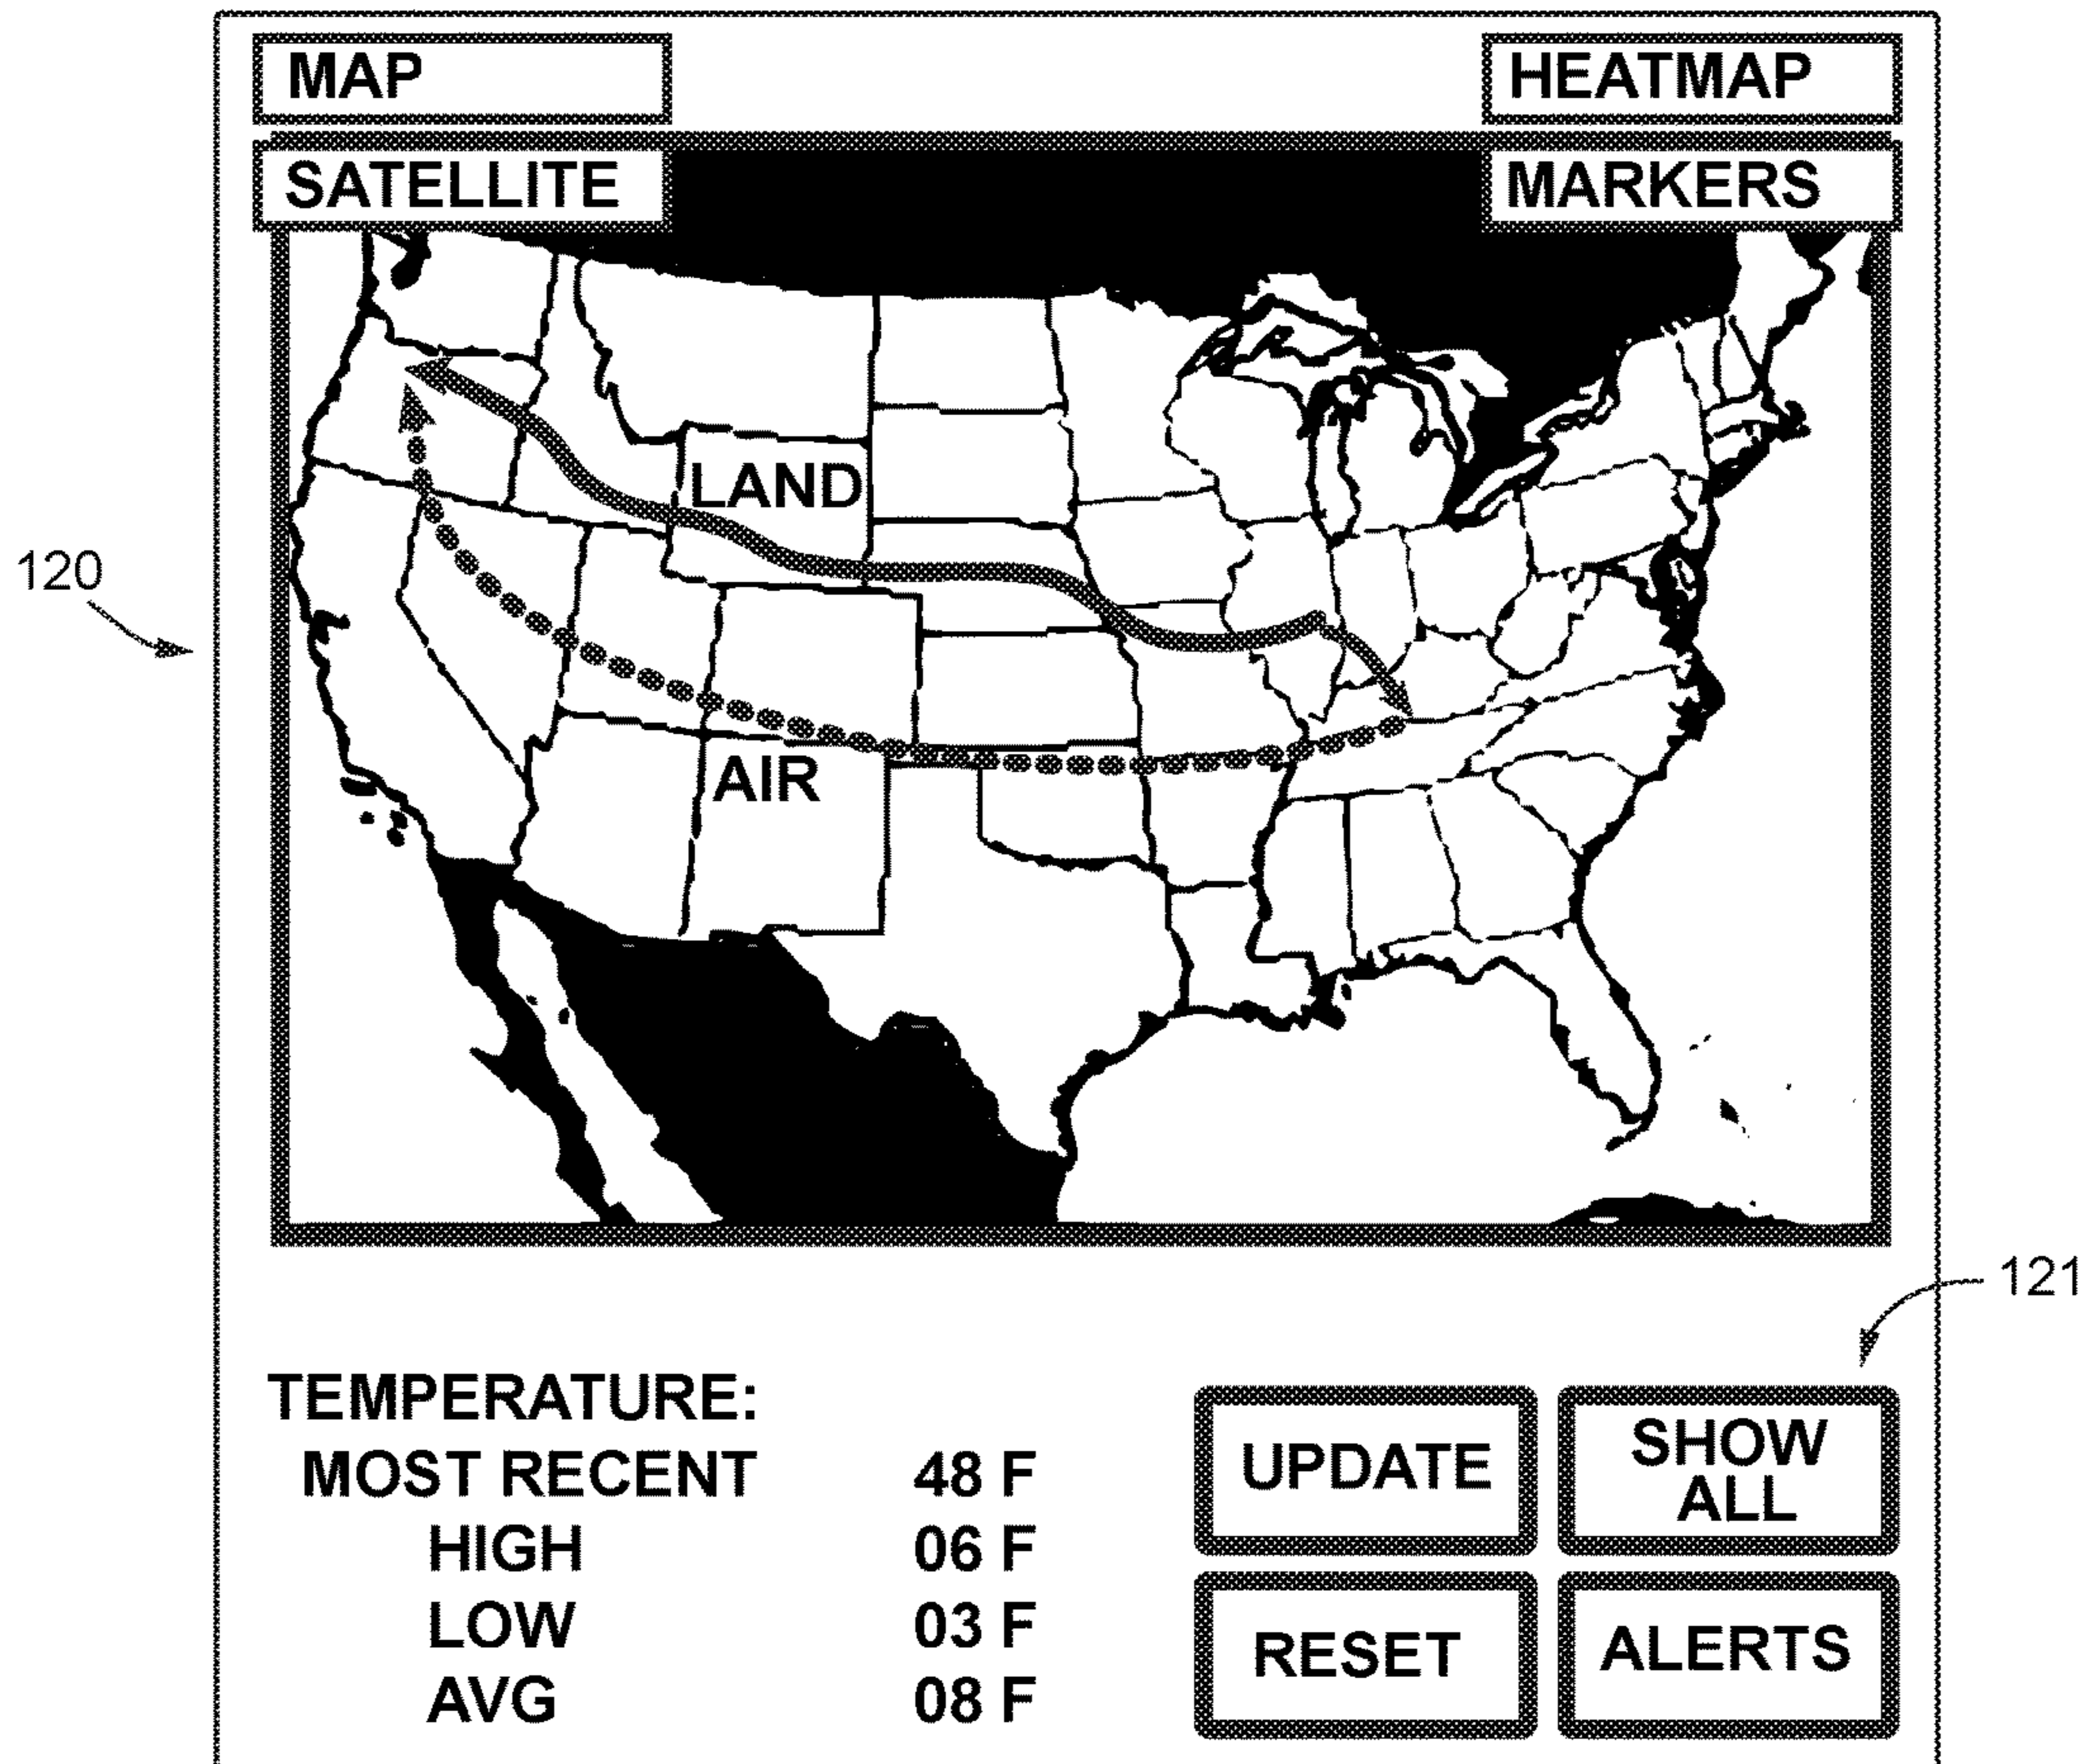 MAP
HEATMAP
SATELLITE
MARKERS
LAND
120
AIR
121
TEMPERATURE:
MOST RECENT 48 F
HIGH 06 F
LOW 03 F
AVG 08 F
UPDATE
SHOW
ALL
RESET
ALERTS